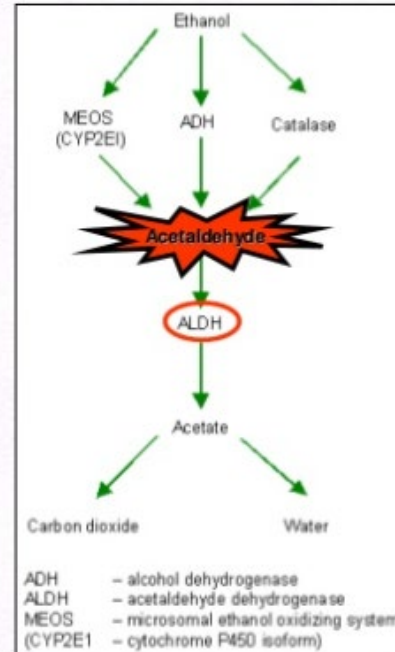 Ethanol
MEOS ADH Catalase
(CYP2EI)
Acetaldehyde
ALDH
Acetate
Carbon dioxide Water
ADH – alcohol dehydrogenase
ALDH – acetaldehyde dehydrogenase
MEOS – microsomal ethanol oxidizing system
(CYP2E1 – cytochrome P450 isoform)